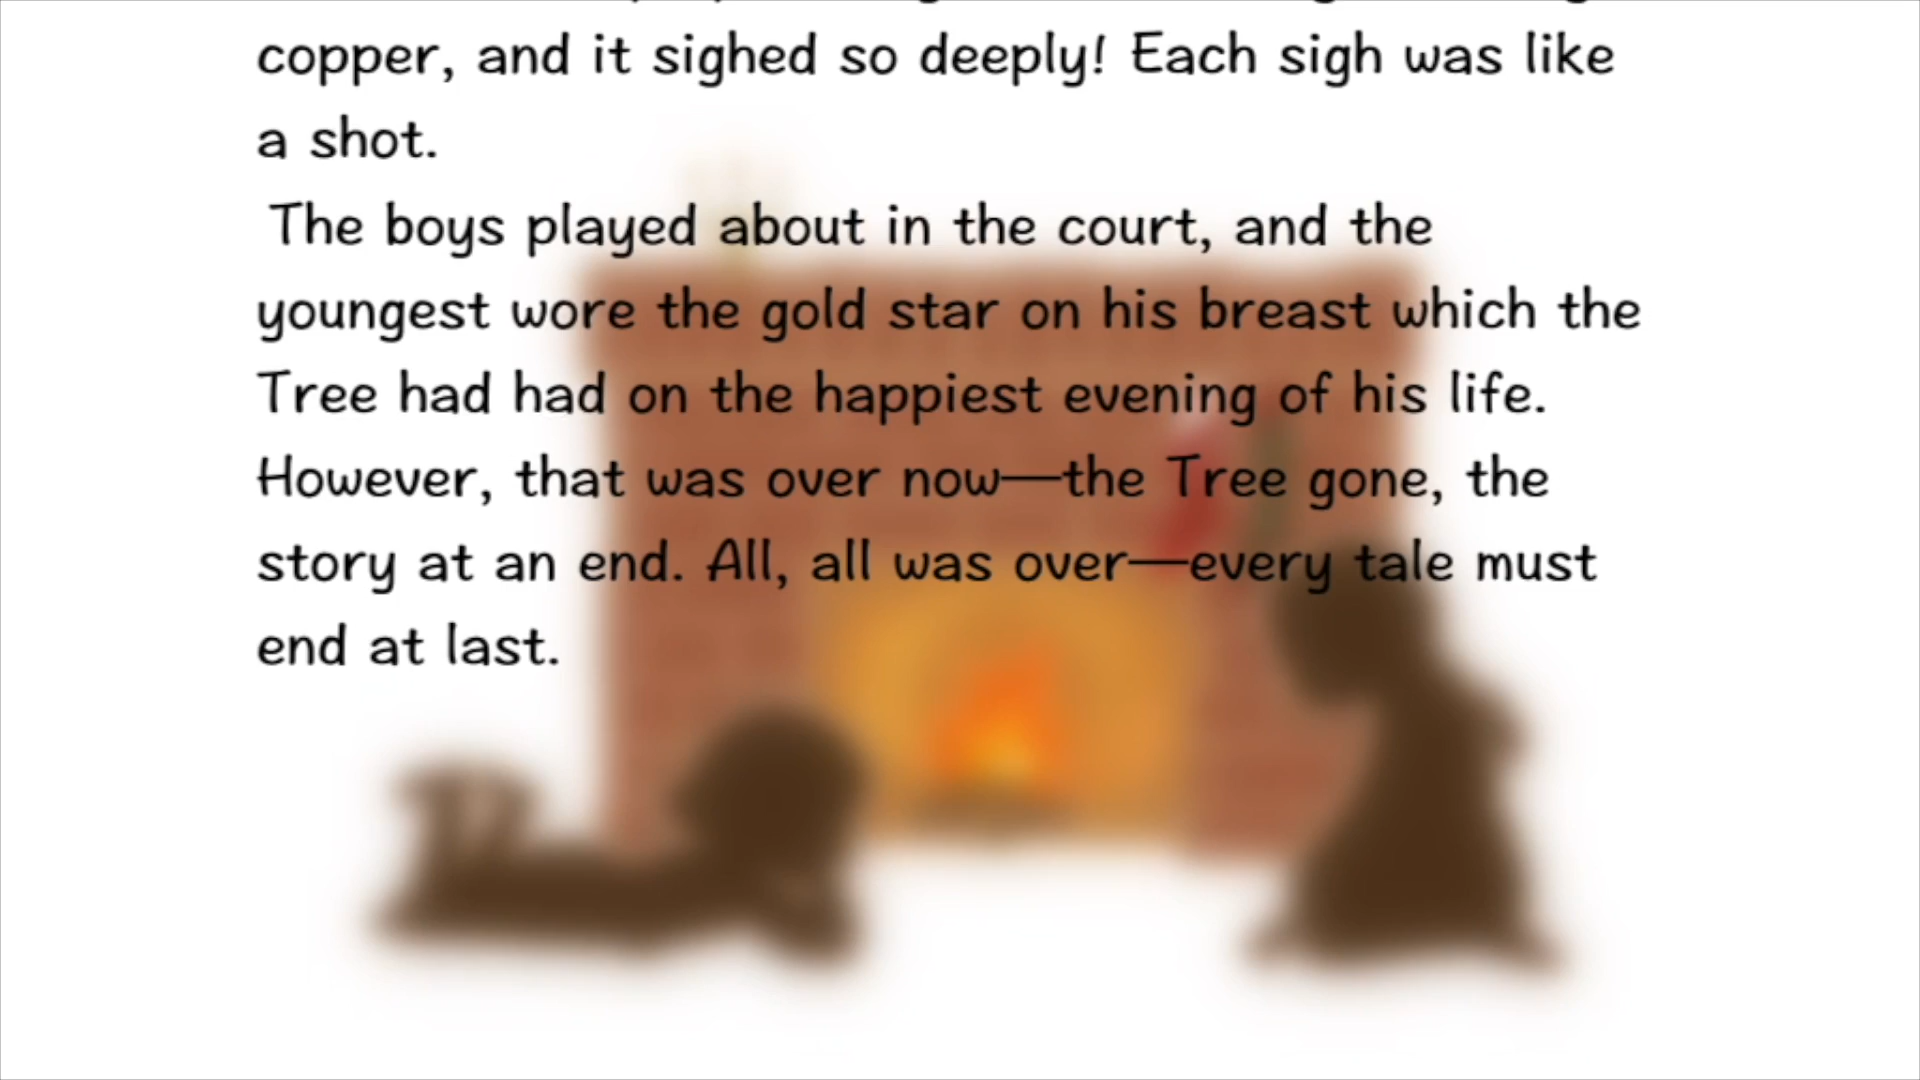 copper, and it sighed so deeply! Each sigh was like
a shot.
The boys played about in the court, and the
youngest wore the gold star on his breast which the
Tree had had on the happiest evening of his life.
However, that was over now—the Tree gone, the
story at an end. All, all was over—every tale must
end at last.